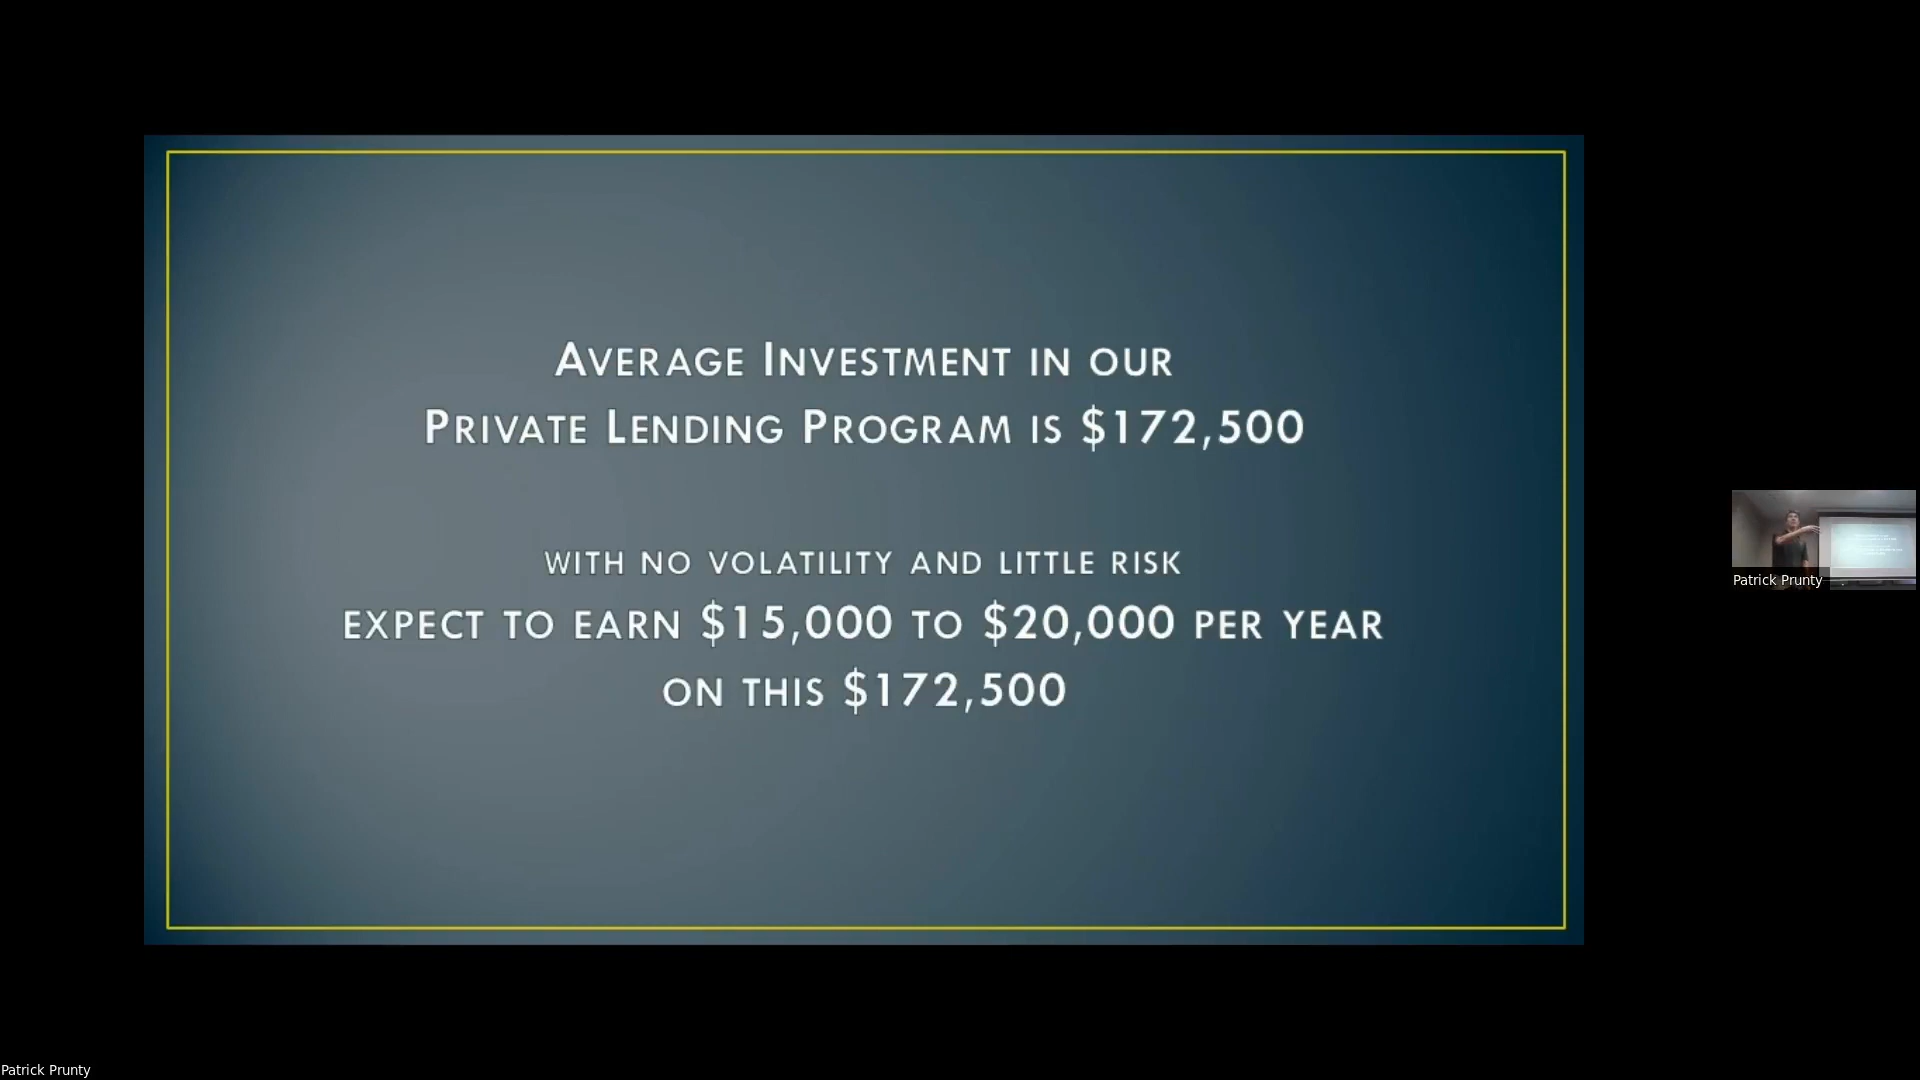 Average Investment in our
Private Lending Program is $172,500
with no volatility and little risk
expect to earn $15,000 to $20,000 per year
on this $172,500
Patrick Prunty
Patrick Prunty